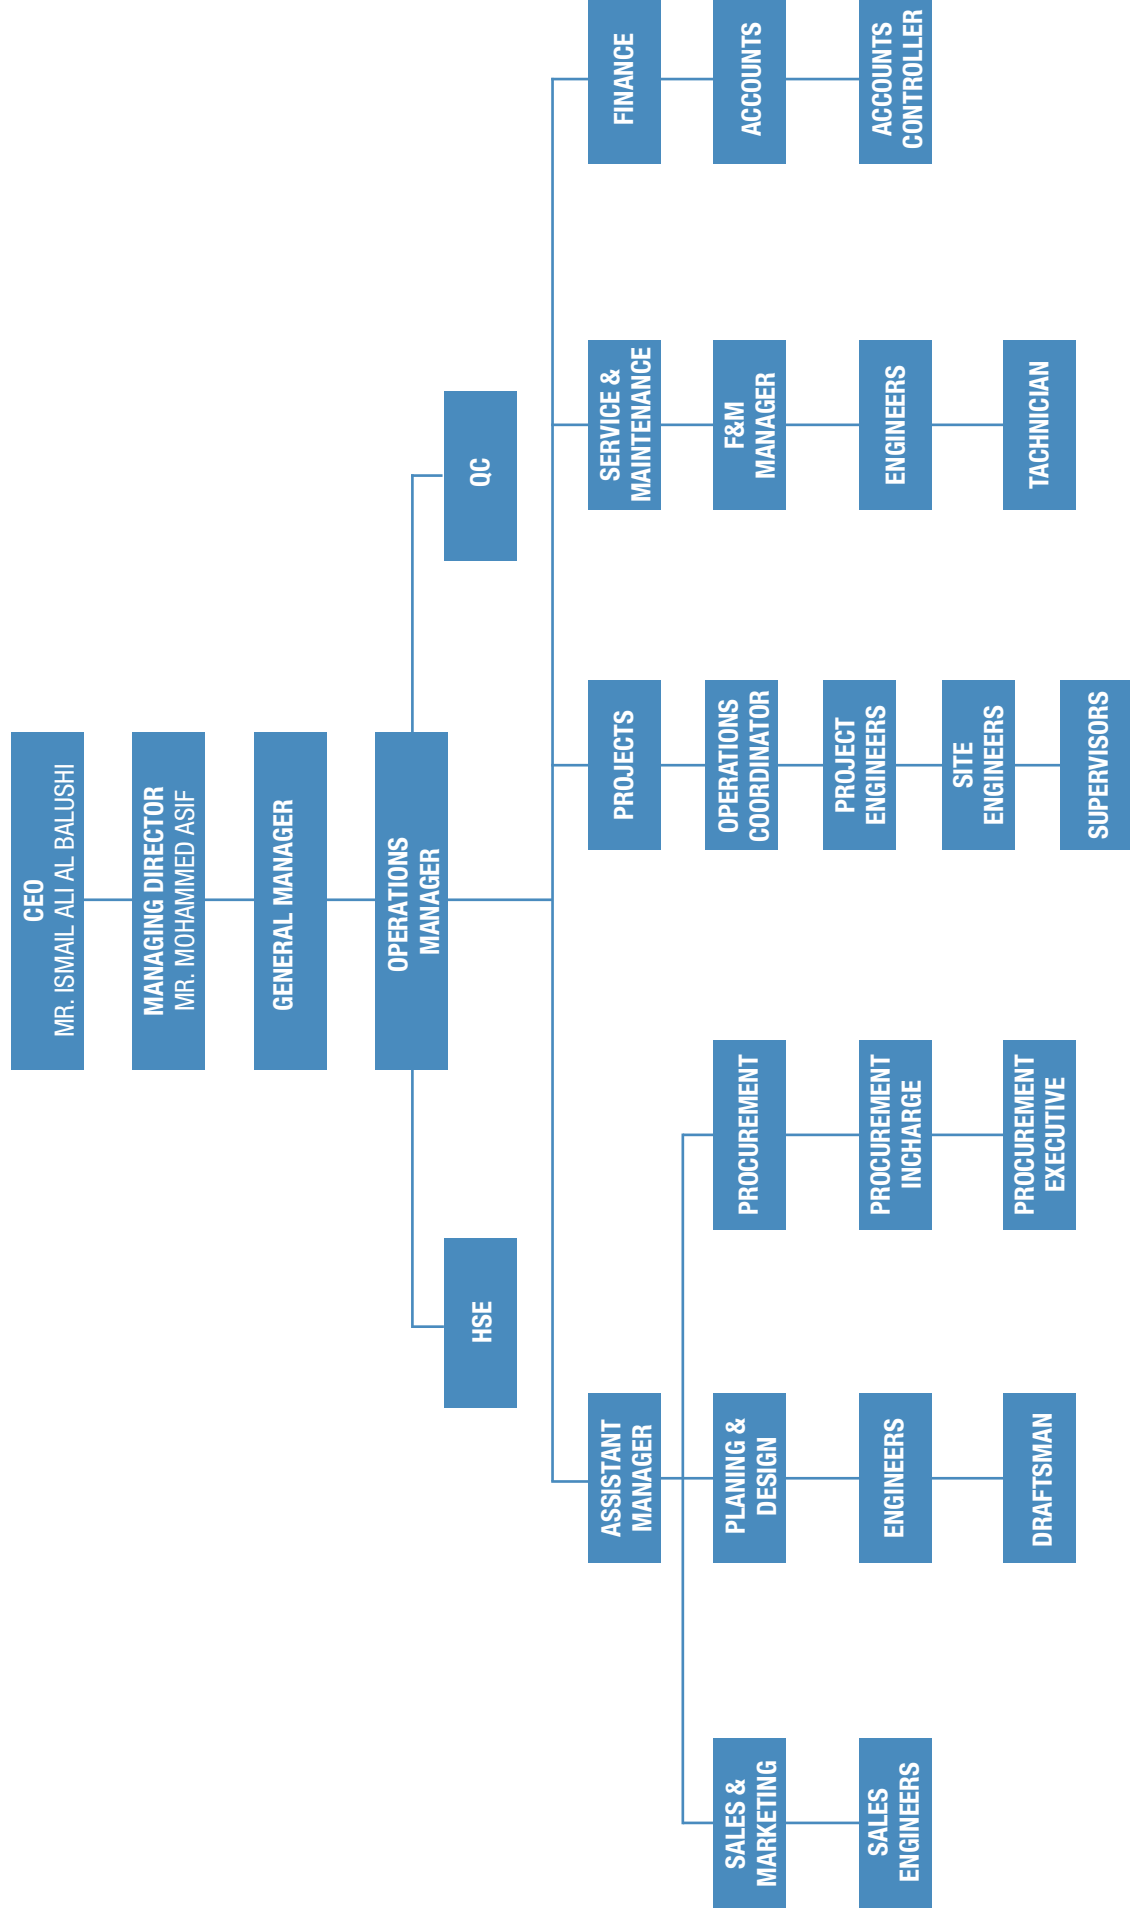 CEO
MR. ISMAIL ALI AL BALUSHI
MANAGING DIRECTOR
MR. MOHAMMED ASIF
GENERAL MANAGER
OPERATIONS
MANAGER
HSE
QC
ASSISTANT
MANAGER
PROJECTS
SERVICE &
MAINTENANCE
FINANCE
SALES &
MARKETING
PLANING &
DESIGN
PROCUREMENT
OPERATIONS
COORDINATOR
F&M
MANAGER
ACCOUNTS
SALES
ENGINEERS
ENGINEERS
PROCUREMENT
INCHARGE
PROJECT
ENGINEERS
ENGINEERS
ACCOUNTS
CONTROLLER
DRAFTSMAN
PROCUREMENT
EXECUTIVE
SITE
ENGINEERS
TACHNICIAN
SUPERVISORS